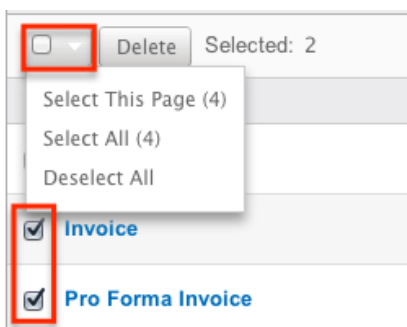 Delete Selected: 2
Select This Page (4)
Select All (4)
Deselect All
Invoice
Pro Forma Invoice